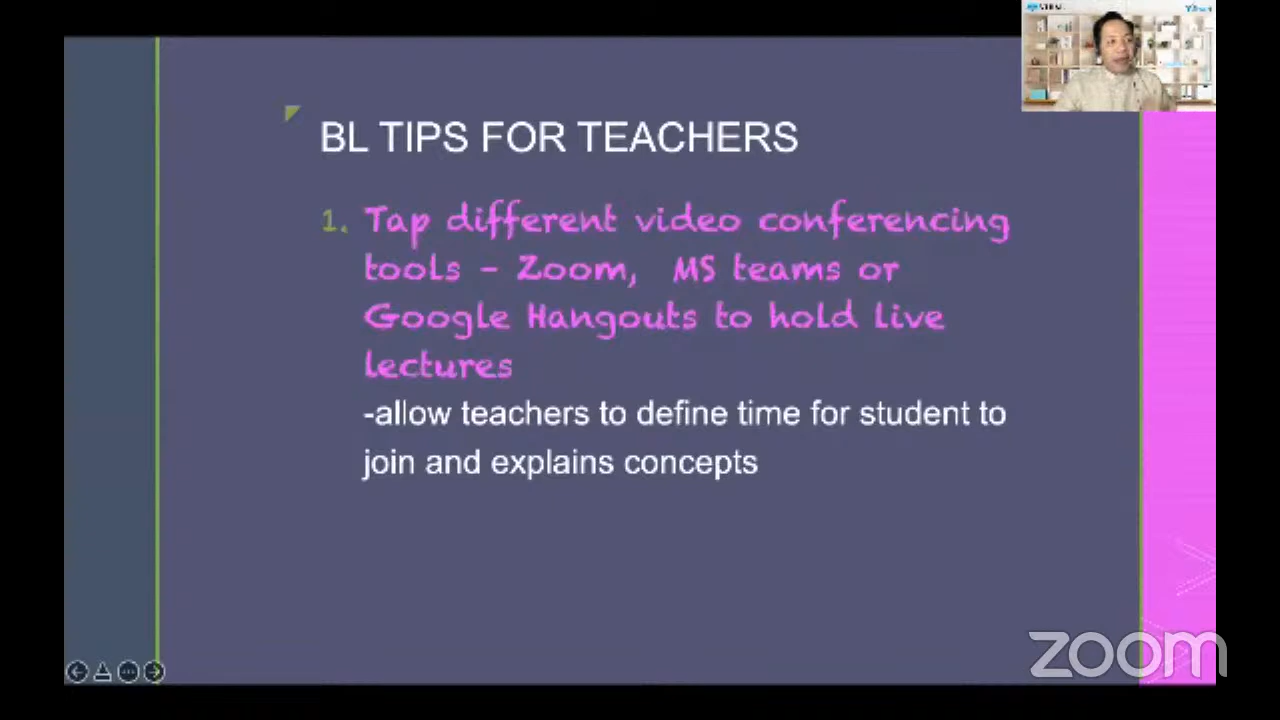 BL TIPS FOR TEACHERS
1. Tap different video conferencing
tools - Zoom, MS teams or
Google Hangouts to hold live
lectures
-allow teachers to define time for student to
join and explains concepts
zoom